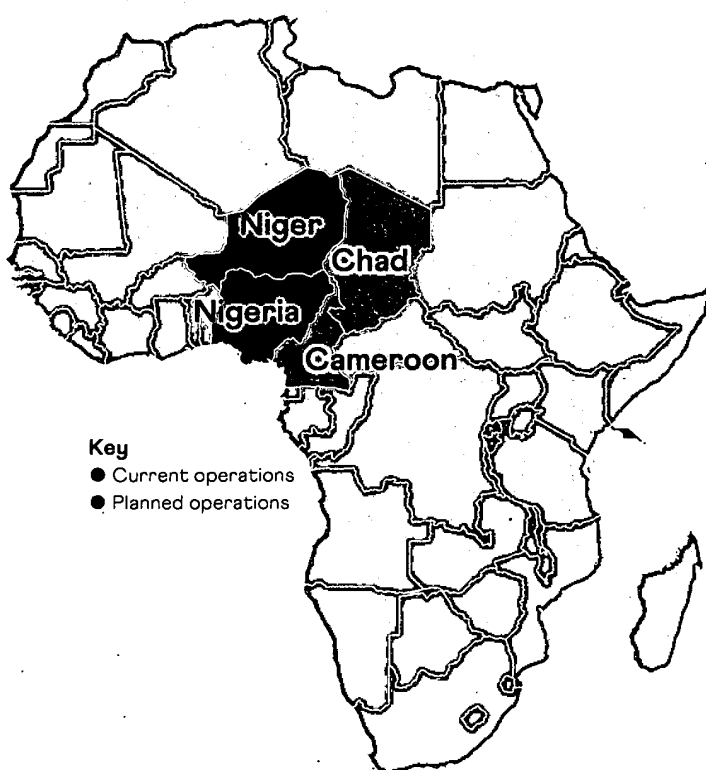 Niger
Chad
Nigeria
Cameroon
Key
Current operations
Planned operations